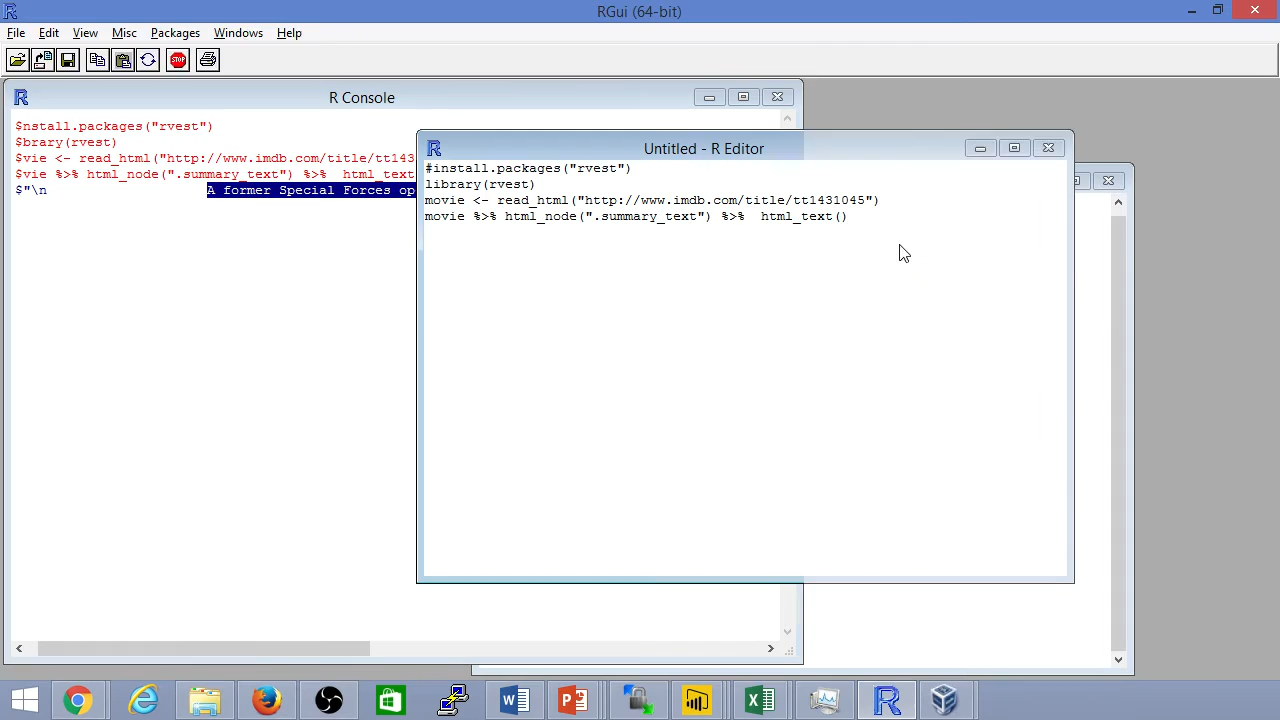 RGui (64-bit)
File Edit View Misc Packages Windows Help
STOP
R Console
$nstall.packages("rvest")
$brary(rvest)
$vie <- read_html("http://www.imdb.com/title/tt143
$vie %>% html_node(".summary_text") %>%  html_text
$"\n                    A former Special Forces op
Untitled - R Editor
#install.packages("rvest")
library(rvest)
movie <- read_html("http://www.imdb.com/title/tt1431045")
movie %>% html_node(".summary_text") %>%  html_text()